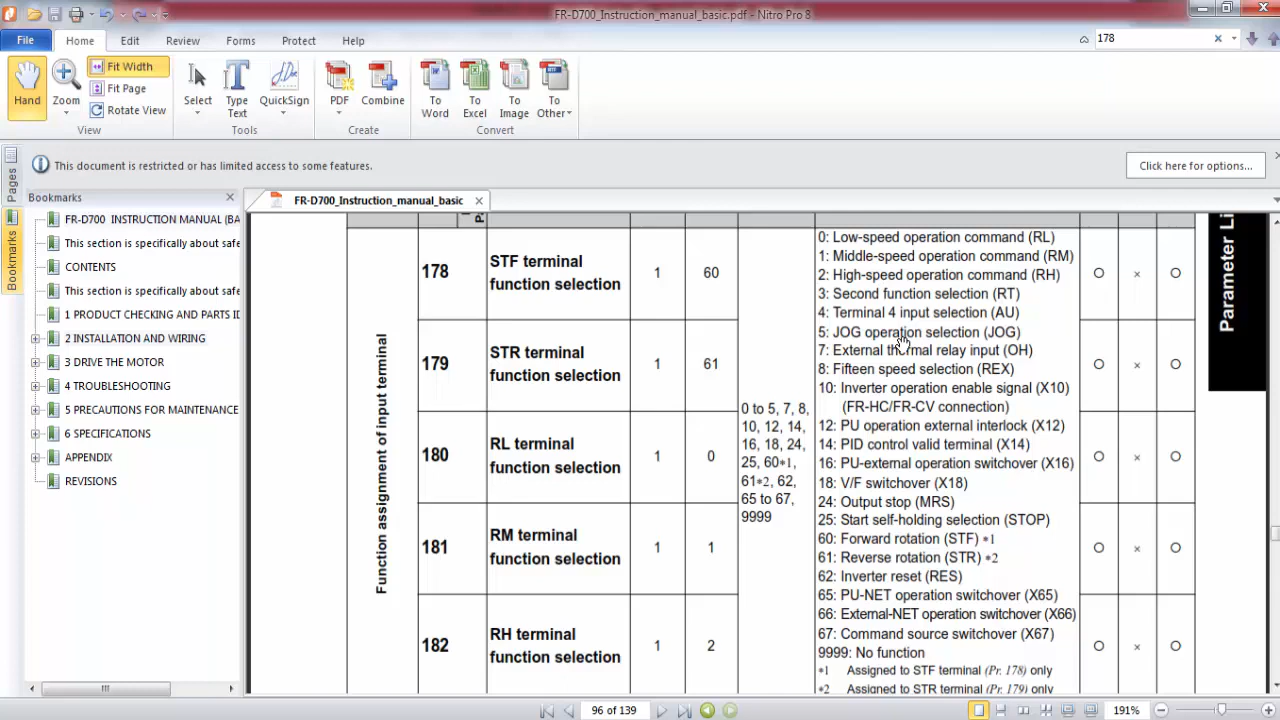 FR-D700_Instruction_manual_basic.pdf - Nitro Pro 8
File
Home
Edit
Review
Forms
Protect
Help
178
Hand
Zoom
Fit Width
Fit Page
Rotate View
View
Select
Type
Text
QuickSign
Tools
PDF
Combine
Create
To
Word
To
Excel
To
Image
To
Other
Convert
This document is restricted or has limited access to some features.
Click here for options...
Pages
Bookmarks
Bookmarks
FR-D700 INSTRUCTION MANUAL (BA
This section is specifically about safe
CONTENTS
This section is specifically about safe
1 PRODUCT CHECKING AND PARTS ID
2 INSTALLATION AND WIRING
3 DRIVE THE MOTOR
4 TROUBLESHOOTING
5 PRECAUTIONS FOR MAINTENANCE
6 SPECIFICATIONS
APPENDIX
REVISIONS
FR-D700_Instruction_manual_basic
Function assignment of input terminal
178
STF terminal
function selection
1
60
179
STR terminal
function selection
1
61
180
RL terminal
function selection
1
0
181
RM terminal
function selection
1
1
182
RH terminal
function selection
1
2
0 to 5, 7, 8,
10, 12, 14,
16, 18, 24,
25, 60*1,
61*2, 62,
65 to 67,
9999
0: Low-speed operation command (RL)
1: Middle-speed operation command (RM)
2: High-speed operation command (RH)
3: Second function selection (RT)
4: Terminal 4 input selection (AU)
5: JOG operation selection (JOG)
7: External thermal relay input (OH)
8: Fifteen speed selection (REX)
10: Inverter operation enable signal (X10)
(FR-HC/FR-CV connection)
12: PU operation external interlock (X12)
14: PID control valid terminal (X14)
16: PU-external operation switchover (X16)
18: V/F switchover (X18)
24: Output stop (MRS)
25: Start self-holding selection (STOP)
60: Forward rotation (STF) *1
61: Reverse rotation (STR) *2
62: Inverter reset (RES)
65: PU-NET operation switchover (X65)
66: External-NET operation switchover (X66)
67: Command source switchover (X67)
9999: No function
*1 Assigned to STF terminal (Pr. 178) only
*2 Assigned to STR terminal (Pr. 179) only
Parameter Li
96 of 139
191%